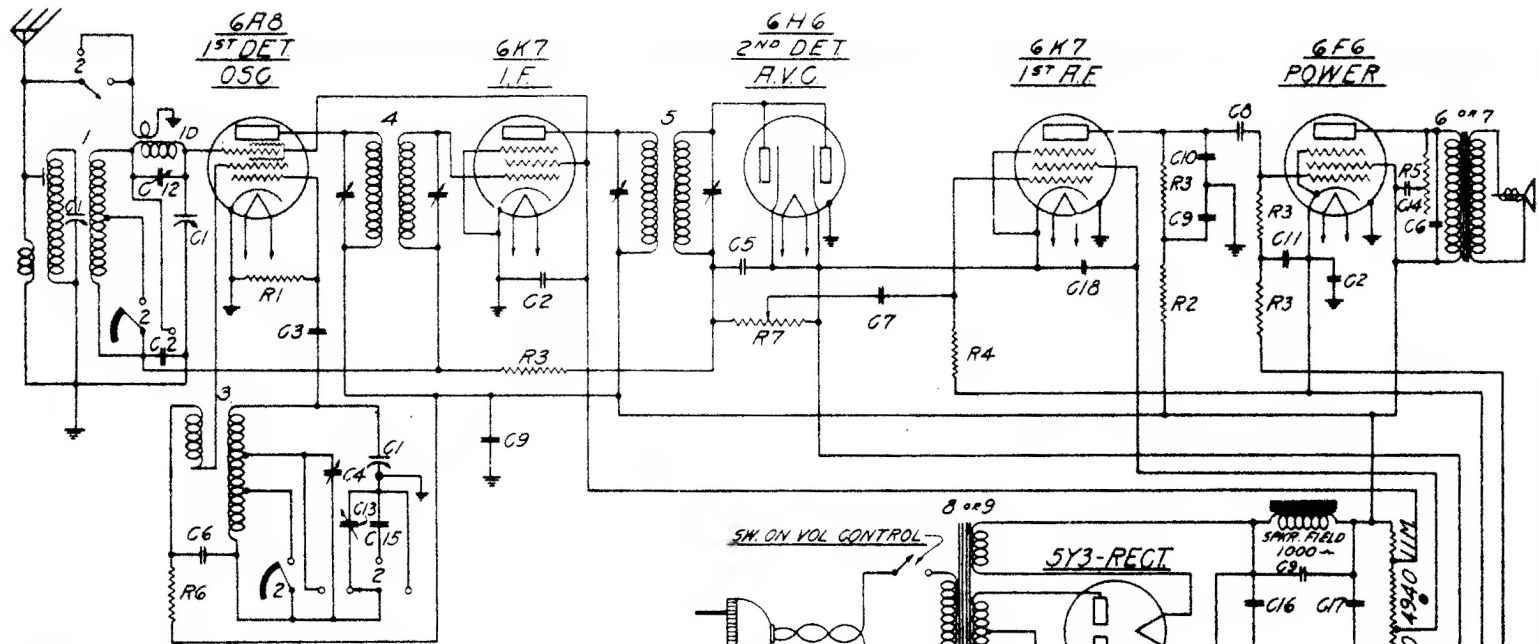 6A8
1ST DET.
OSC.
6K7
I.F.
6H6
2ND DET.
A.V.C.
6K7
1ST A.F.
6F6
POWER
2
1
10
4
5
C8
6 OR 7
C12
C1
C1
C10
R3
C9
R3
R5
C14
C6
C11
C2
R1
C2
C5
C18
2
2
C2
C3
R3
R7
C7
R4
R2
R3
3
C9
C1
C4
C13
C15
C6
2
2
R6
8 OR 9
SW. ON VOL CONTROL
5Y3-RECT.
SPKR. FIELD
1000~
C9
C16
C17
11M
4940